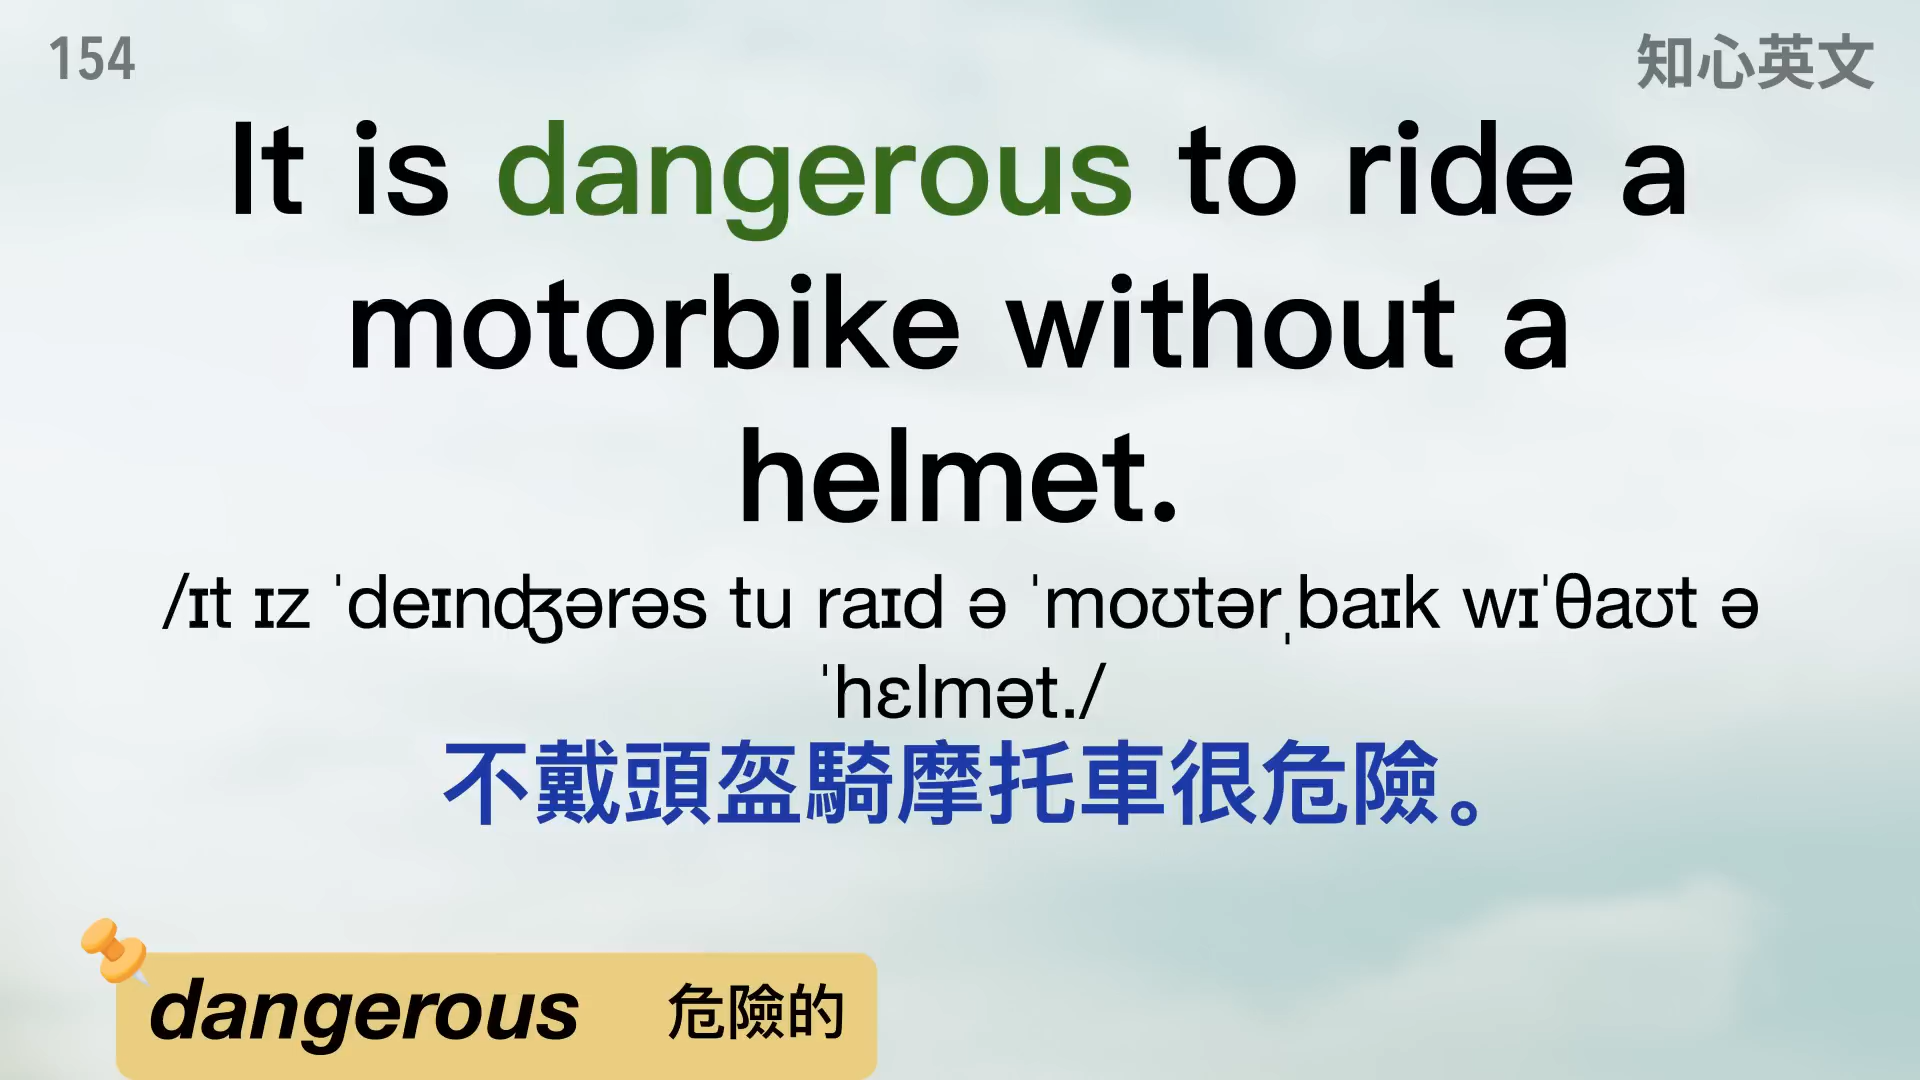 154
知心英文
It is dangerous to ride a
motorbike without a
helmet.
/ɪt ɪz ˈdeɪnʤərəs tu raɪd ə ˈmoʊtərˌbaɪk wɪˈθaʊt ə
ˈhɛlmət./
不戴頭盔騎摩托車很危險。
dangerous 危險的